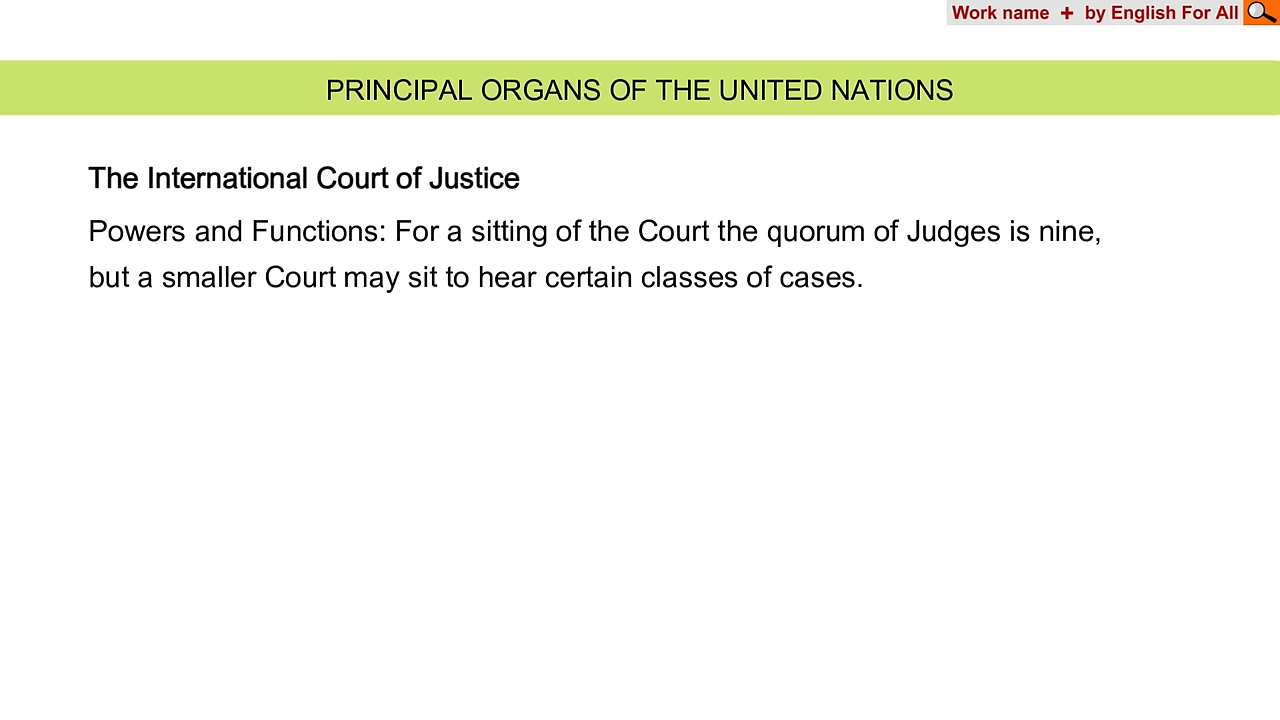 Work name + by English For All
PRINCIPAL ORGANS OF THE UNITED NATIONS
The International Court of Justice
Powers and Functions: For a sitting of the Court the quorum of Judges is nine,
but a smaller Court may sit to hear certain classes of cases.